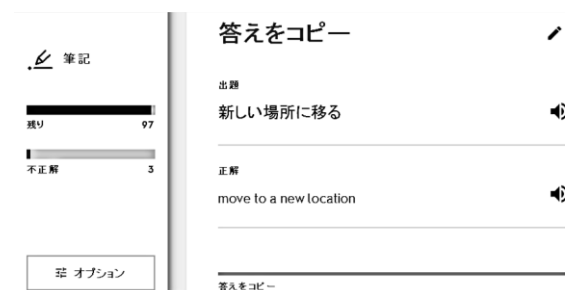 筆記
残り 97
不正解 3
オプション
答えをコピー
出題
新しい場所に移る
正解
move to a new location
答えをコピー